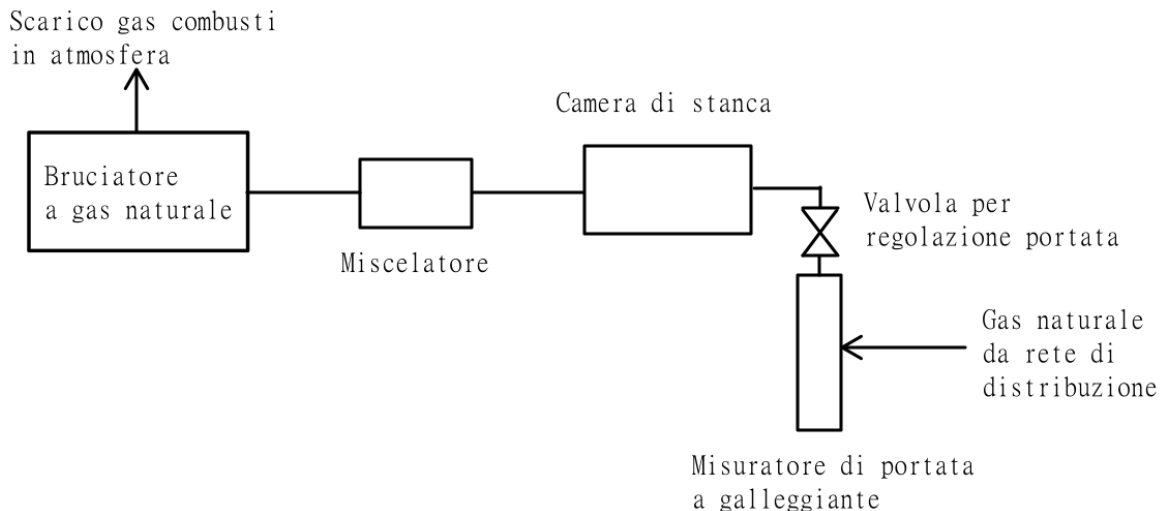 Scarico gas combusti
in atmosfera
Camera di stanca
Bruciatore
a gas naturale
Miscelatore
Valvola per
regolazione portata
Gas naturale
da rete di
distribuzione
Misuratore di portata
a galleggiante